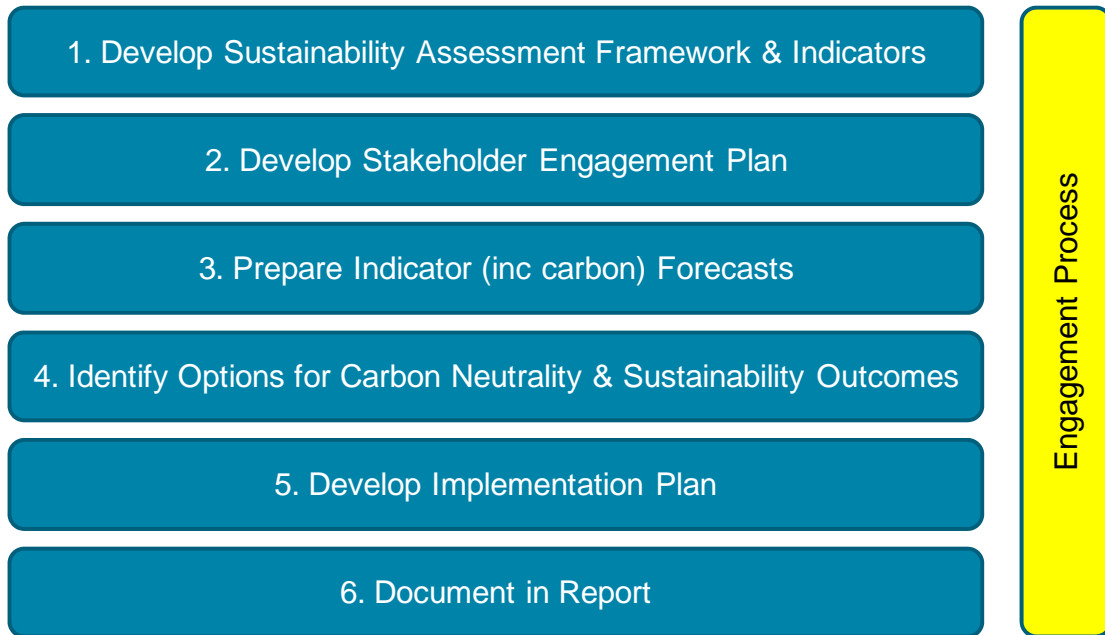 1. Develop Sustainability Assessment Framework & Indicators
2. Develop Stakeholder Engagement Plan
3. Prepare Indicator (inc carbon) Forecasts
4. Identify Options for Carbon Neutrality & Sustainability Outcomes
5. Develop Implementation Plan
6. Document in Report
Engagement Process